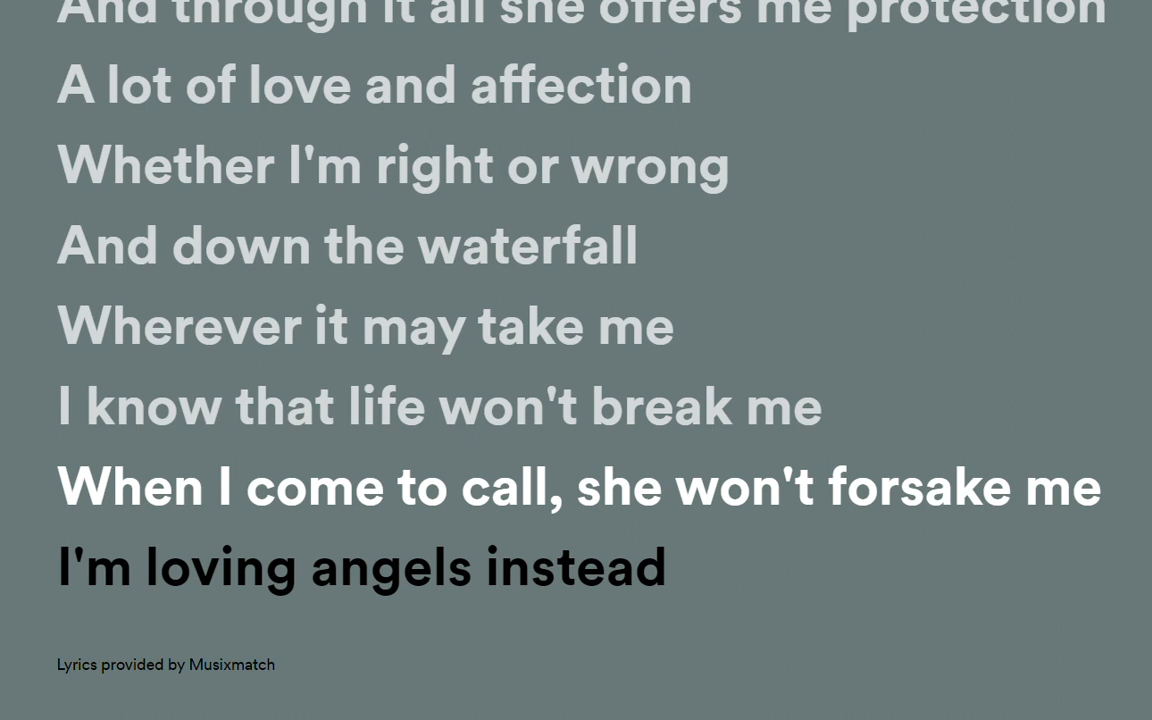 And through it all she offers me protection
A lot of love and affection
Whether I'm right or wrong
And down the waterfall
Wherever it may take me
I know that life won't break me
When I come to call, she won't forsake me
I'm loving angels instead
Lyrics provided by Musixmatch